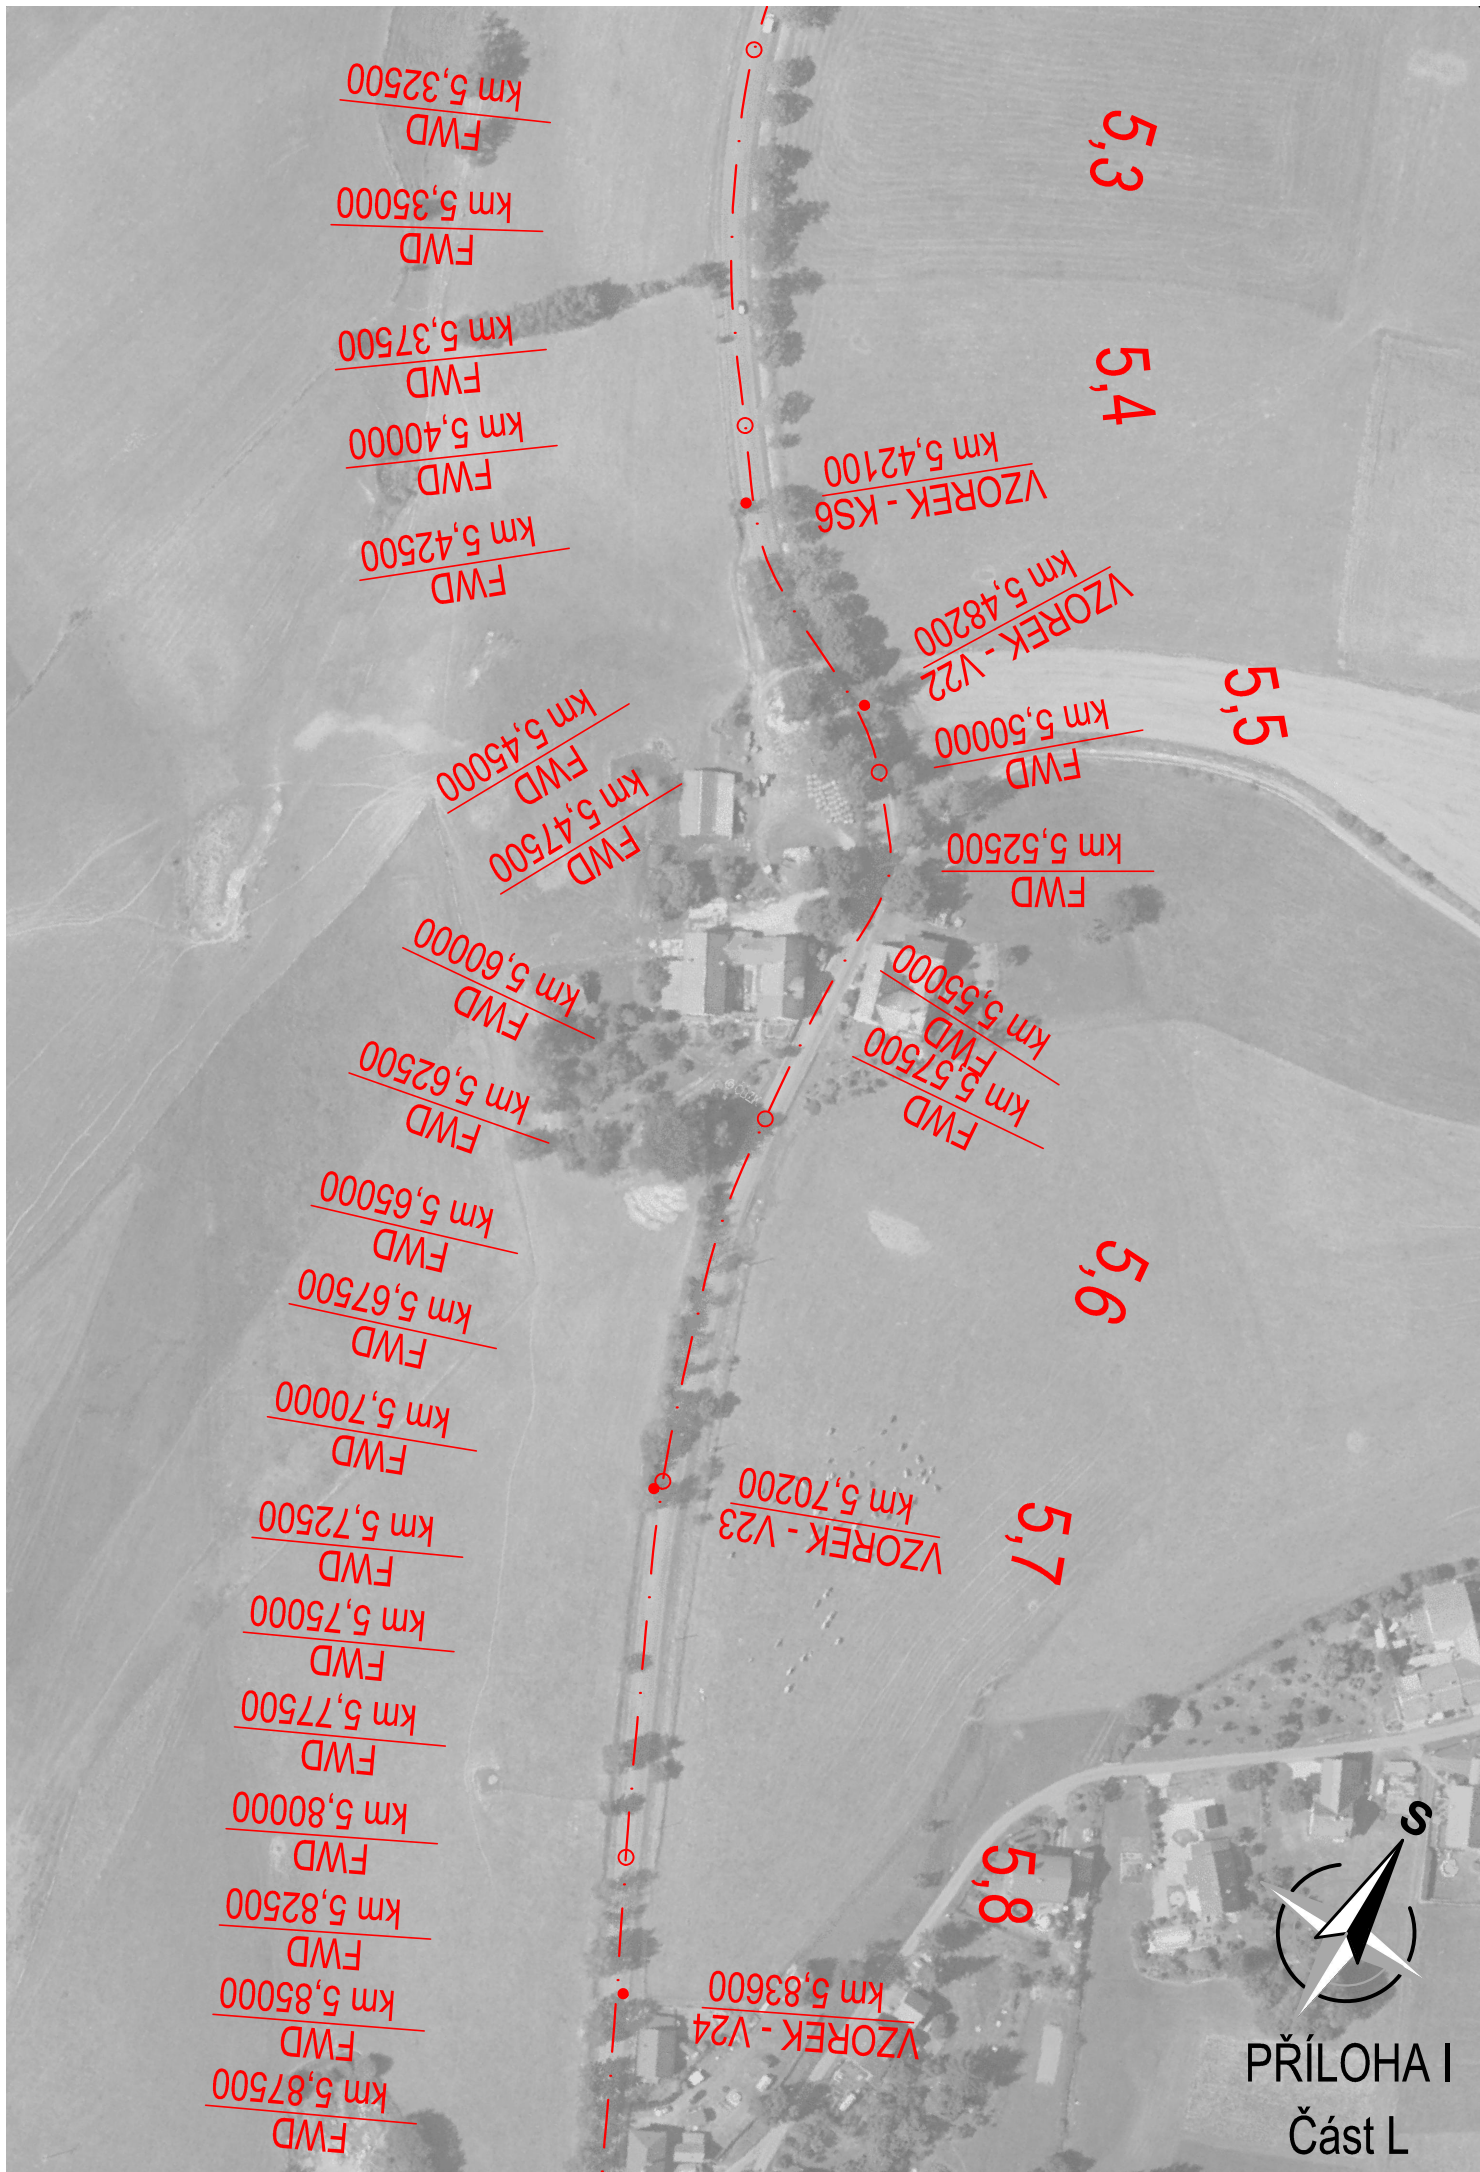 km 5,32500
FWD
km 5,35000
FWD
km 5,37500
FWD
km 5,40000
FWD
km 5,42500
FWD
km 5,45000
FWD
km 5,47500
FWD
km 5,60000
FWD
km 5,62500
FWD
km 5,65000
FWD
km 5,67500
FWD
km 5,70000
FWD
km 5,72500
FWD
km 5,75000
FWD
km 5,77500
FWD
km 5,80000
FWD
km 5,82500
FWD
km 5,85000
FWD
km 5,87500
FWD
km 5,42100
VZOREK - KS6
km 5,48200
VZOREK - V22
km 5,50000
FWD
km 5,52500
FWD
km 5,55000
FWD
km 5,57500
FWD
km 5,70200
VZOREK - V23
km 5,83600
VZOREK - V24
5,3
5,4
5,5
5,6
5,7
5,8
S
PŘÍLOHA I
Část L